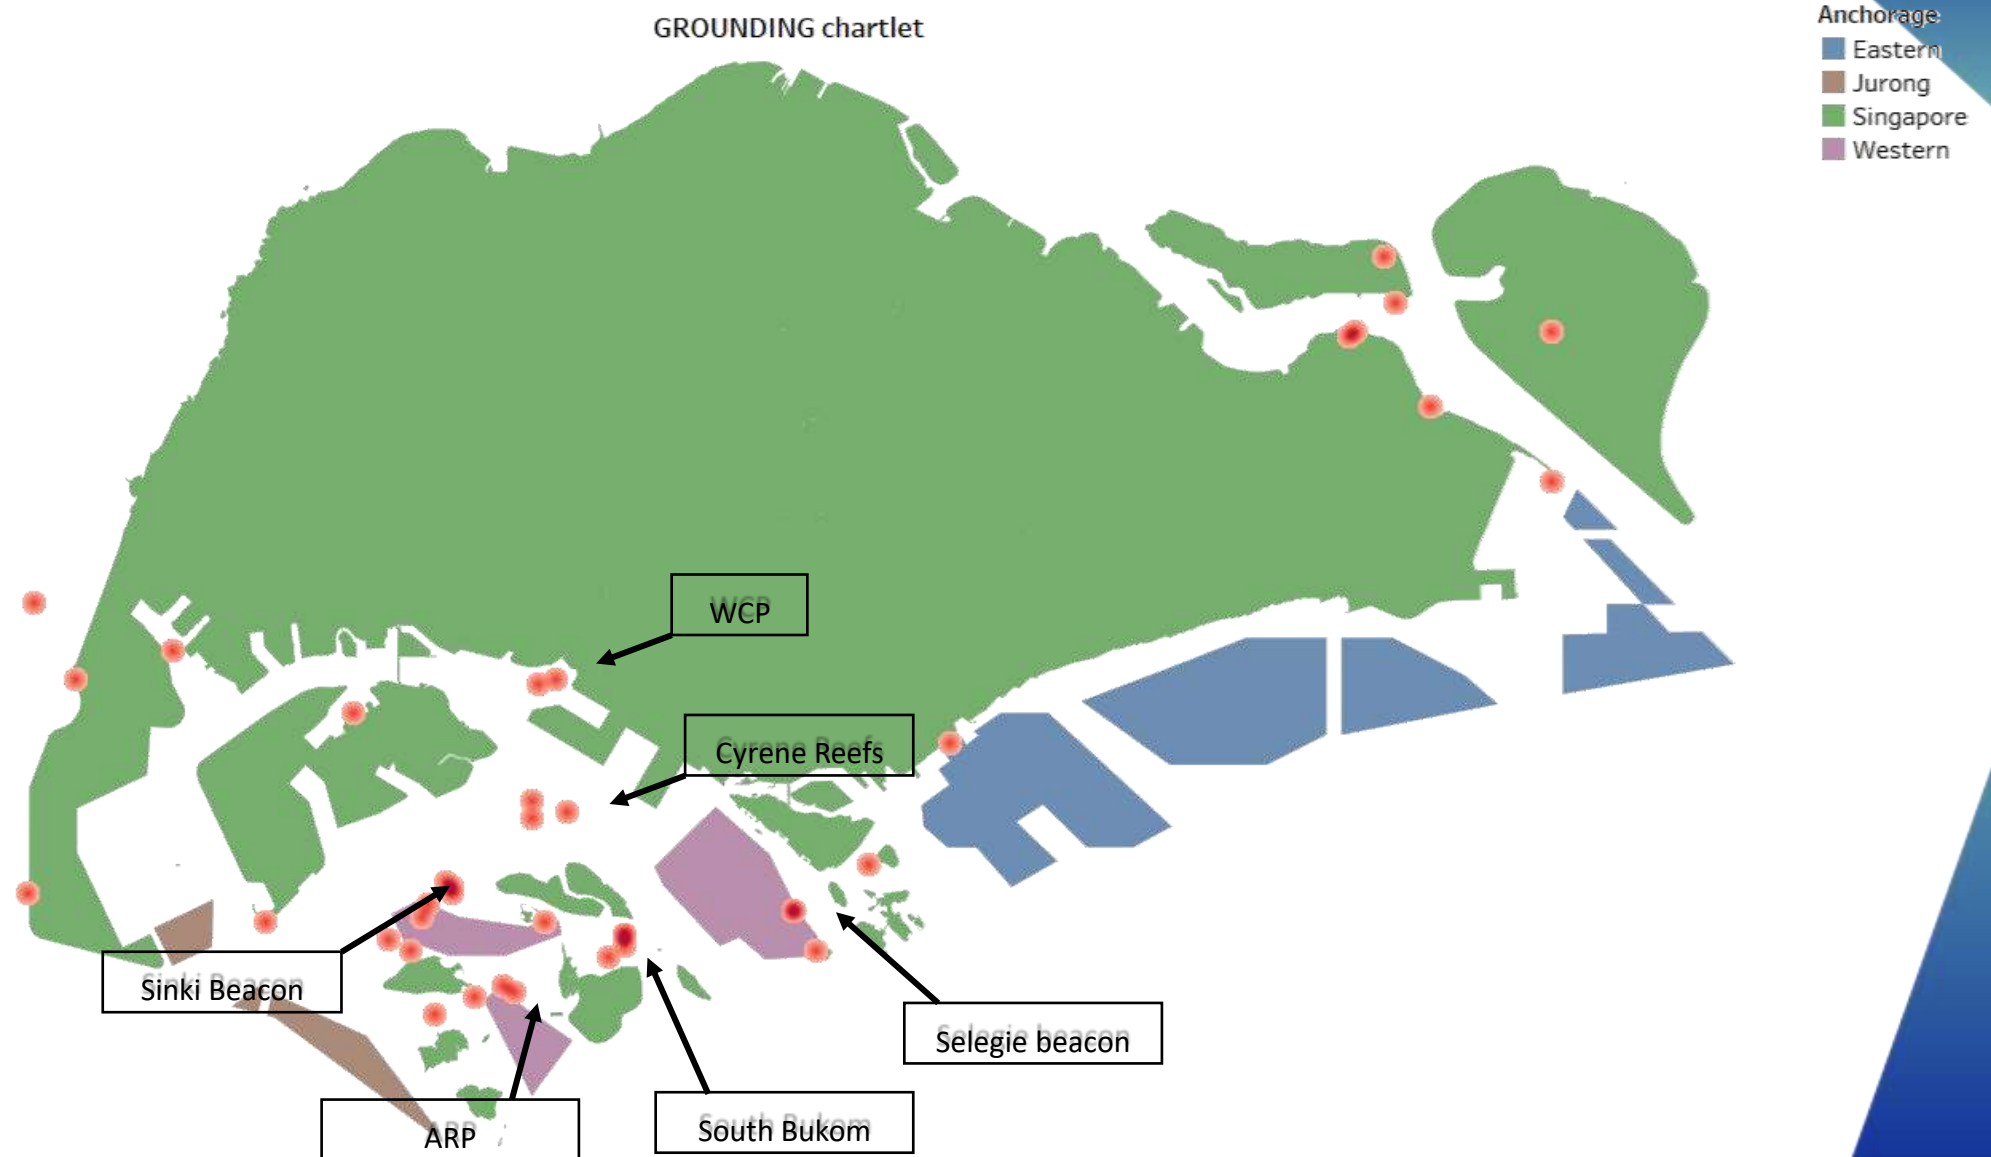 GROUNDING chartlet
Anchorage
Eastern
Jurong
Singapore
Western
WCP
Cyrene Reefs
Sinki Beacon
Selegie beacon
ARP
South Bukom